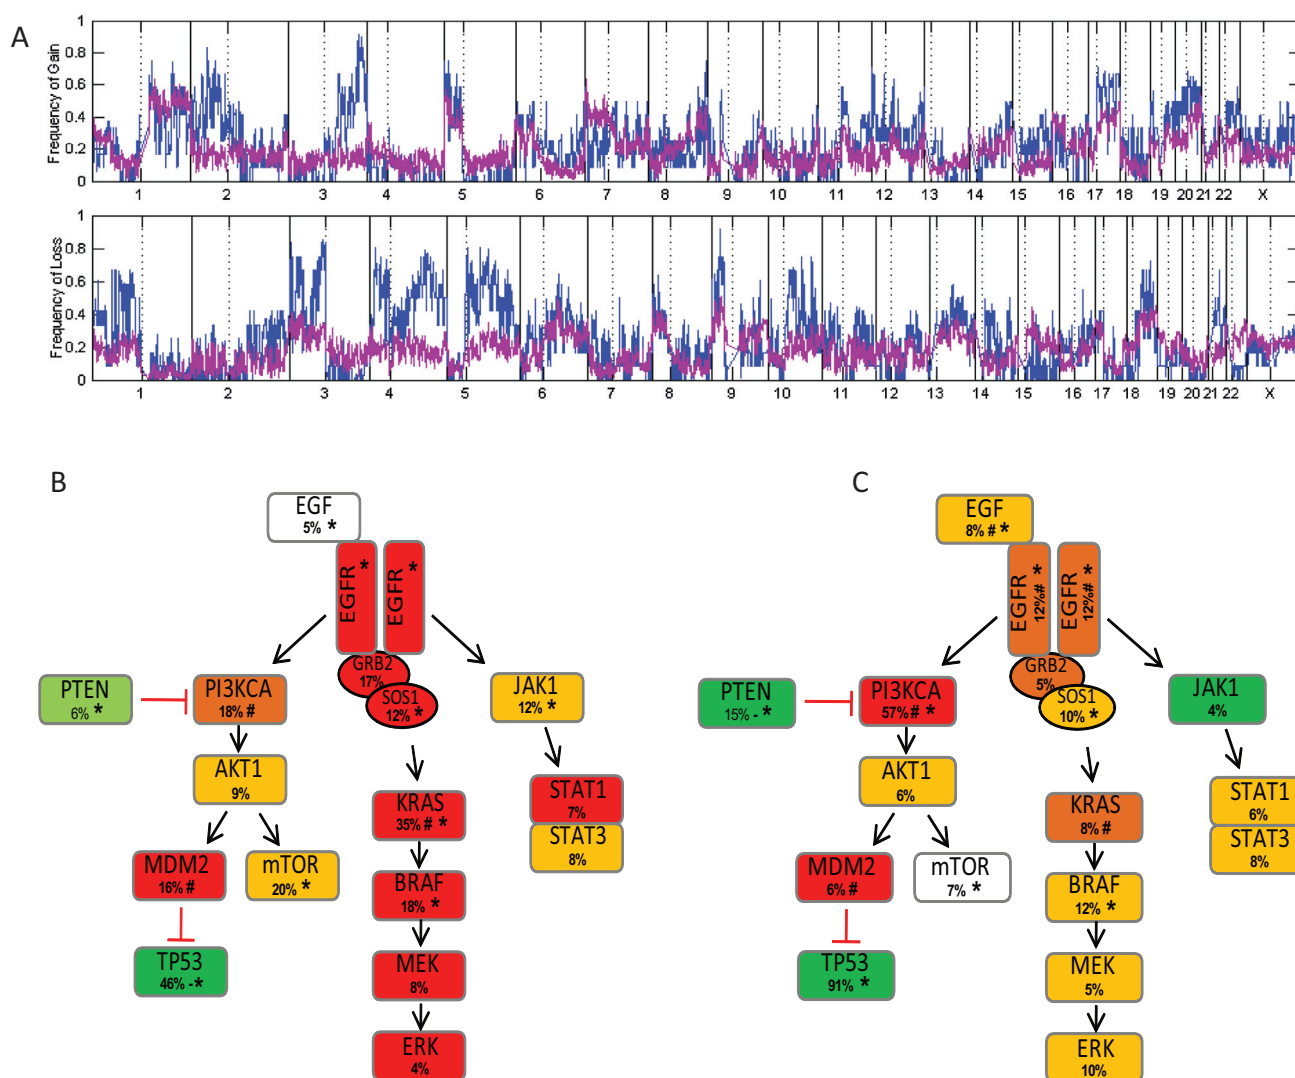 A
Frequency of Gain
1
0.8
0.6
0.4
0.2
0
1 2 3 4 5 6 7 8 9 10 11 12 13 14 15 16 17 18 19 20 21 22 X
Frequency of Loss
1
0.8
0.6
0.4
0.2
0
1 2 3 4 5 6 7 8 9 10 11 12 13 14 15 16 17 18 19 20 21 22 X
B
EGF
5% *
EGFR *
EGFR *
GRB2
17%
SOS1
12% *
PTEN
6% *
PI3KCA
18% #
JAK1
12% *
AKT1
9%
KRAS
35% # *
STAT1
7%
STAT3
8%
MDM2
16% #
mTOR
20% *
BRAF
18% *
TP53
46% -*
MEK
8%
ERK
4%
C
EGF
8% # *
EGFR
12%# *
EGFR
12%# *
GRB2
5%
SOS1
10% *
PTEN
15% - *
PI3KCA
57% # *
JAK1
4%
AKT1
6%
KRAS
8% #
STAT1
6%
STAT3
8%
MDM2
6% #
mTOR
7% *
BRAF
12% *
TP53
91% *
MEK
5%
ERK
10%